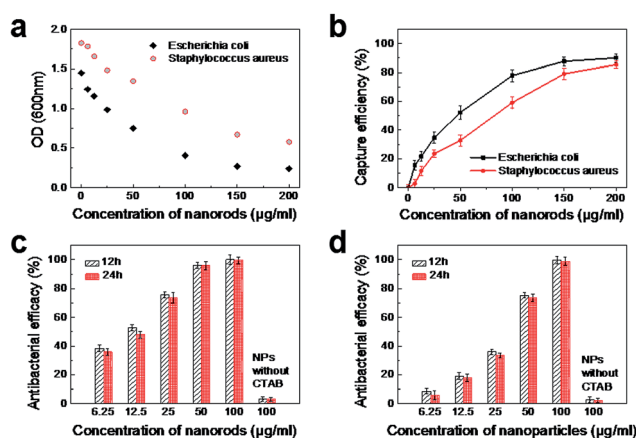 a
Escherichia coli
Staphylococcus aureus
OD (600nm)
2.0
1.5
1.0
0.5
0.0
0 50 100 150 200
Concentration of nanorods (μg/ml)
b
Capture efficiency (%)
100
80
60
40
20
0
Escherichia coli
Staphylococcus aureus
0 50 100 150 200
Concentration of nanorods (μg/ml)
c
12h
24h
Antibacterial efficacy (%)
100
80
60
40
20
0
NPs
without
CTAB
6.25 12.5 25 50 100 100
Concentration of nanorods (μg/ml)
d
12h
24h
Antibacterial efficacy (%)
100
80
60
40
20
0
NPs
without
CTAB
6.25 12.5 25 50 100 100
Concentration of nanoparticles (μg/ml)